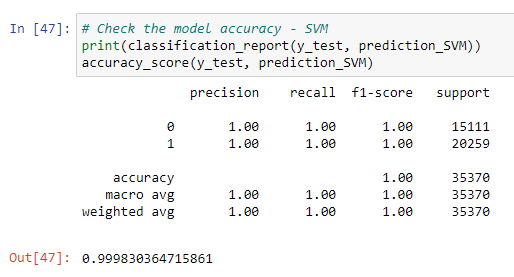 In [47]: # Check the model accuracy - SVM
print(classification_report(y_test, prediction_SVM))
accuracy_score(y_test, prediction_SVM)
precision recall f1-score support
0 1.00 1.00 1.00 15111
1 1.00 1.00 1.00 20259
accuracy 1.00 35370
macro avg 1.00 1.00 1.00 35370
weighted avg 1.00 1.00 1.00 35370
Out[47]: 0.999830364715861